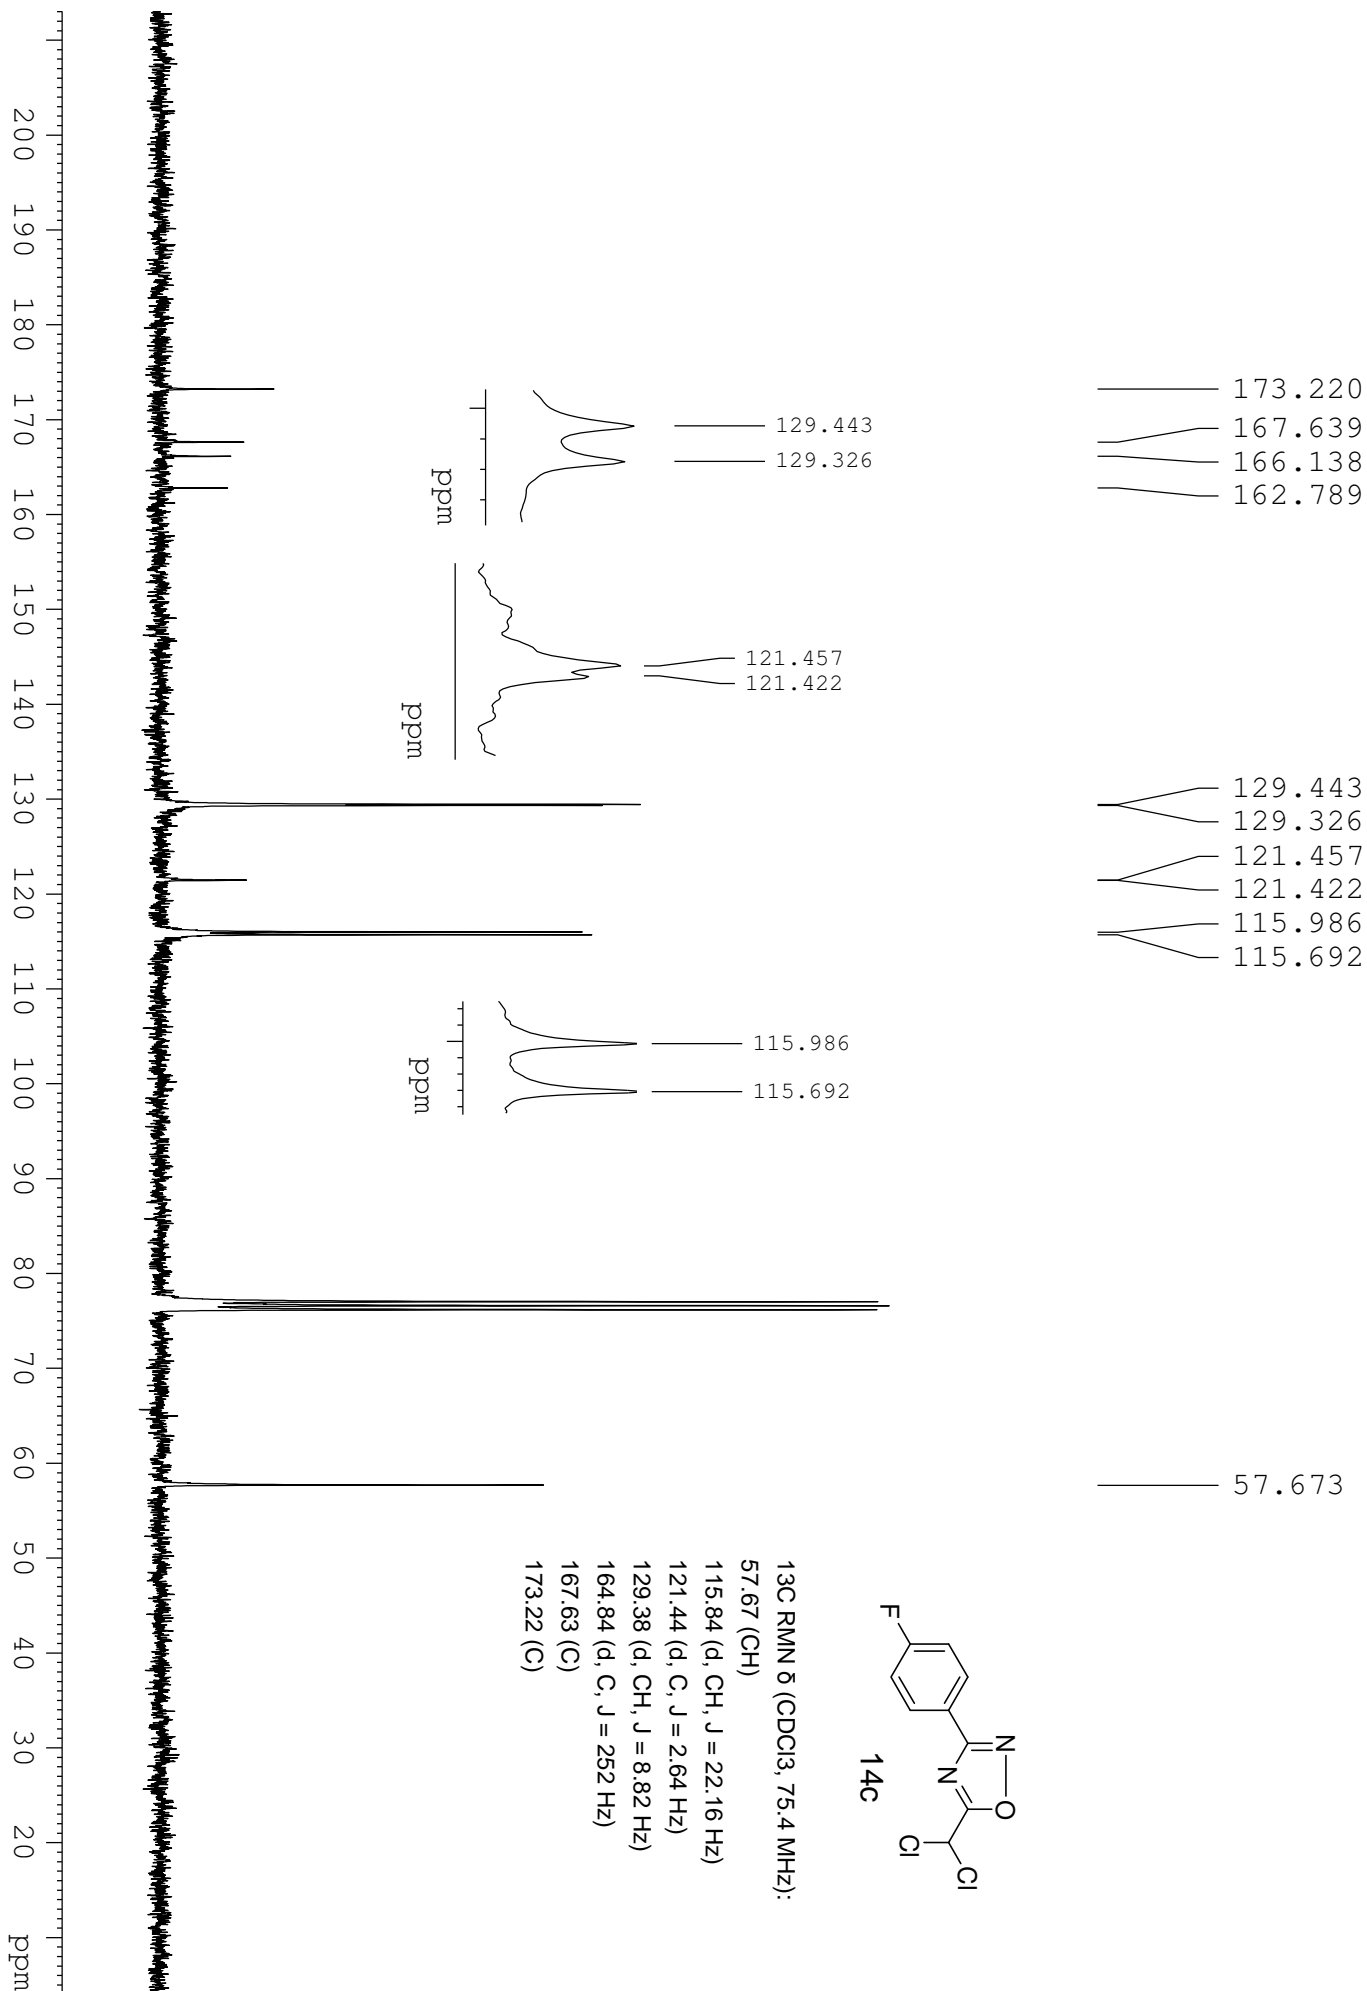 173.220
167.639
166.138
162.789
129.443
129.326
121.457
121.422
115.986
115.692
57.673
129.443
129.326
ppm
121.457
121.422
ppm
115.986
115.692
ppm
F
N
N
O
Cl
Cl
14c
13C RMN δ (CDCl3, 75.4 MHz):
57.67 (CH)
115.84 (d, CH, J = 22.16 Hz)
121.44 (d, C, J = 2.64 Hz)
129.38 (d, CH, J = 8.82 Hz)
164.84 (d, C, J = 252 Hz)
167.63 (C)
173.22 (C)
200 190 180 170 160 150 140 130 120 110 100 90 80 70 60 50 40 30 20 ppm